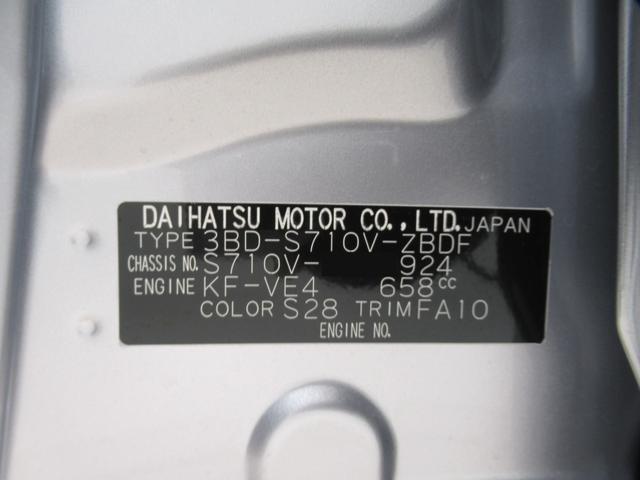 DAIHATSU MOTOR CO.,LTD. JAPAN
TYPE 3BD-S710V-ZBDF
CHASSIS NO. S710V- 924
ENGINE KF-VE4 658cc
COLOR S28 TRIM FA10
ENGINE NO.